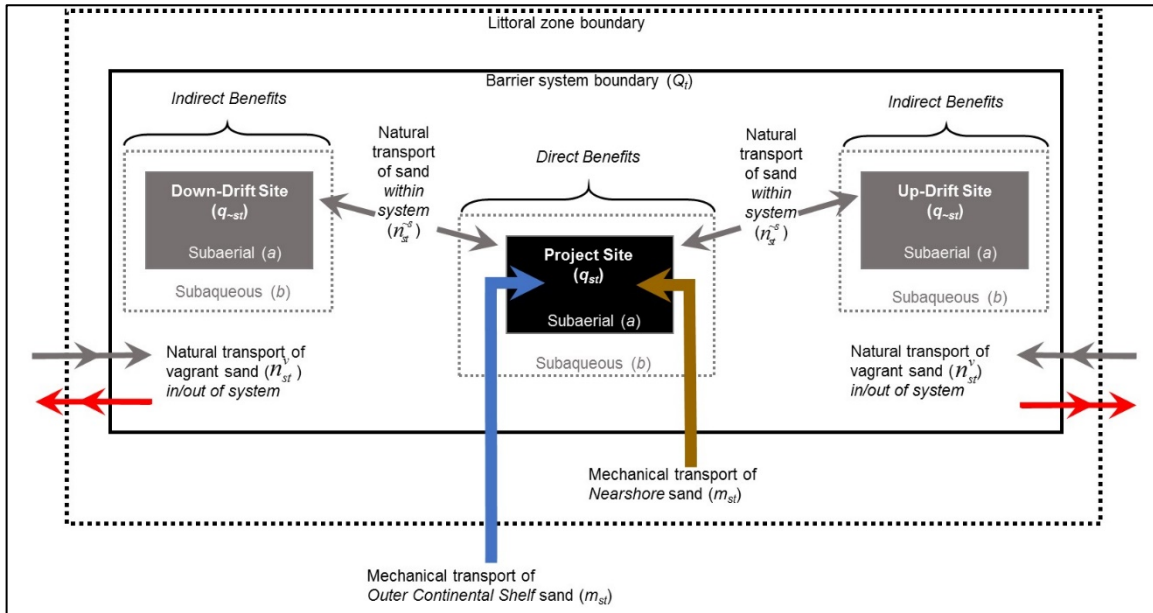 Littoral zone boundary
Barrier system boundary (Qt)
Indirect Benefits
Indirect Benefits
Natural
transport
of sand
within
system
(n~s st)
Direct Benefits
Natural
transport
of sand
within
system
(n~s st)
Down-Drift Site
(q~st)
Subaerial (a)
Subaqueous (b)
Project Site
(qst)
Subaerial (a)
Subaqueous (b)
Up-Drift Site
(q~st)
Subaerial (a)
Subaqueous (b)
Natural transport of
vagrant sand (n v st)
in/out of system
Natural transport of
vagrant sand (n v st)
in/out of system
Mechanical transport of
Nearshore sand (mst)
Mechanical transport of
Outer Continental Shelf sand (mst)